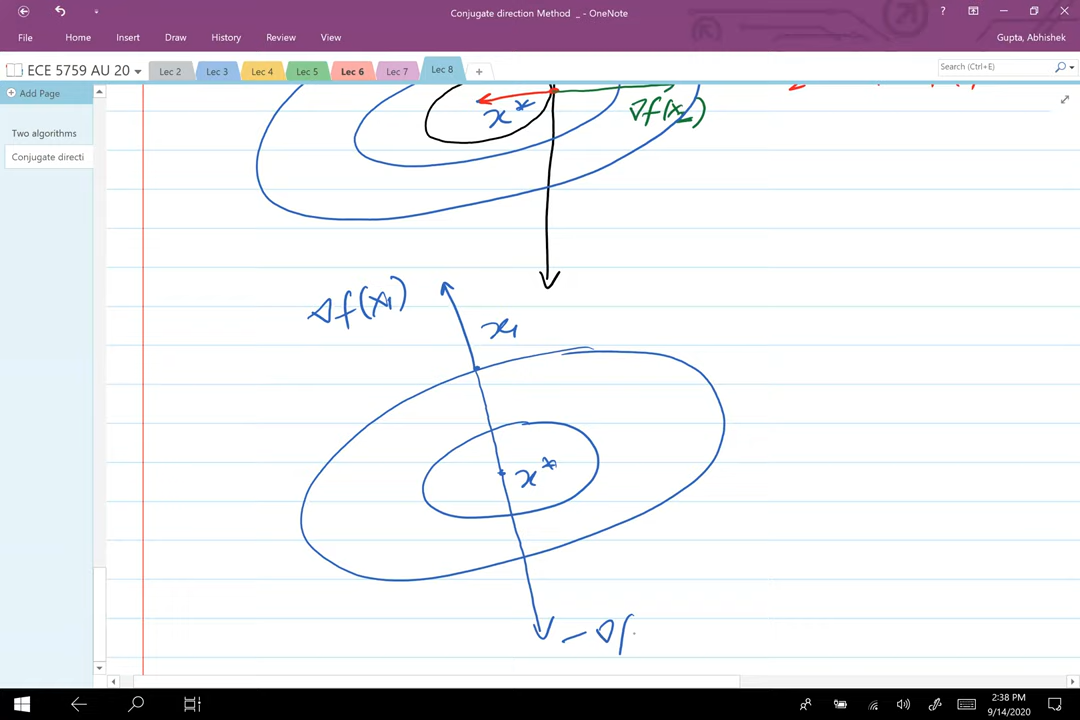 Conjugate direction Method _ - OneNote
Gupta, Abhishek
File Home Insert Draw History Review View
ECE 5759 AU 20
Lec 2 Lec 3 Lec 4 Lec 5 Lec 6 Lec 7 Lec 8
Search (Ctrl+E)
Add Page
Two algorithms
Conjugate directi
x*
∇f(x₂)
∇f(x₁)
x₁
x*
-∇f
2:38 PM
9/14/2020